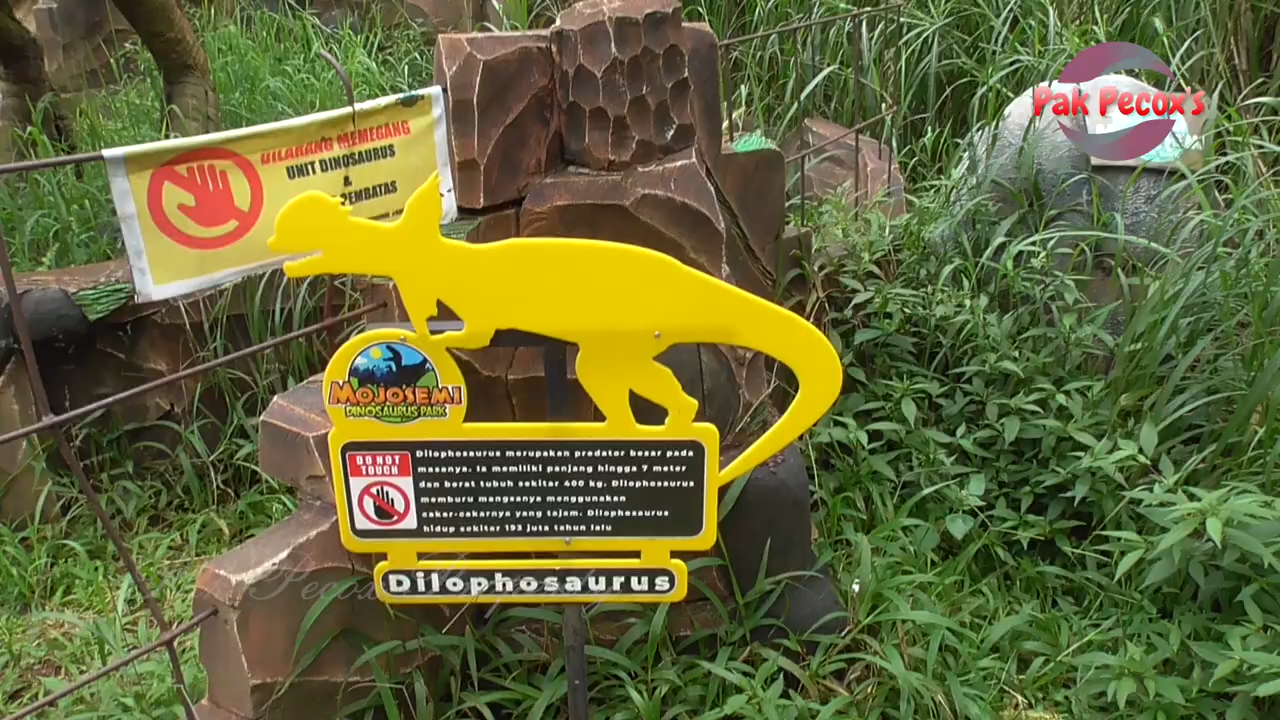 Pak Pecox's
DILARANG MEMEGANG
UNIT DINOSAURUS
&
PEMBATAS
MOJOSEMI
DINOSAURUS PARK
DO NOT
TOUCH
Dilophosaurus merupakan predator besar pada
masanya. Ia memiliki panjang hingga 7 meter
dan berat tubuh sekitar 400 kg. Dilophosaurus
memburu mangsanya menggunakan
cakar-cakarnya yang tajam. Dilophosaurus
hidup sekitar 193 juta tahun lalu
Dilophosaurus
Pecox